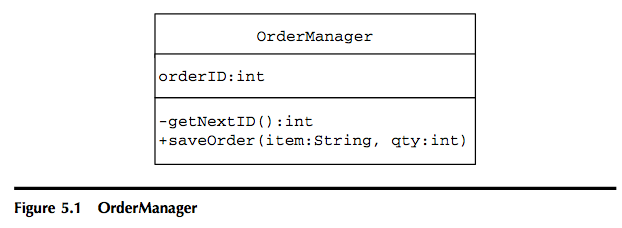 OrderManager
orderID:int
-getNextID():int
+saveOrder(item:String, qty:int)
Figure 5.1 OrderManager